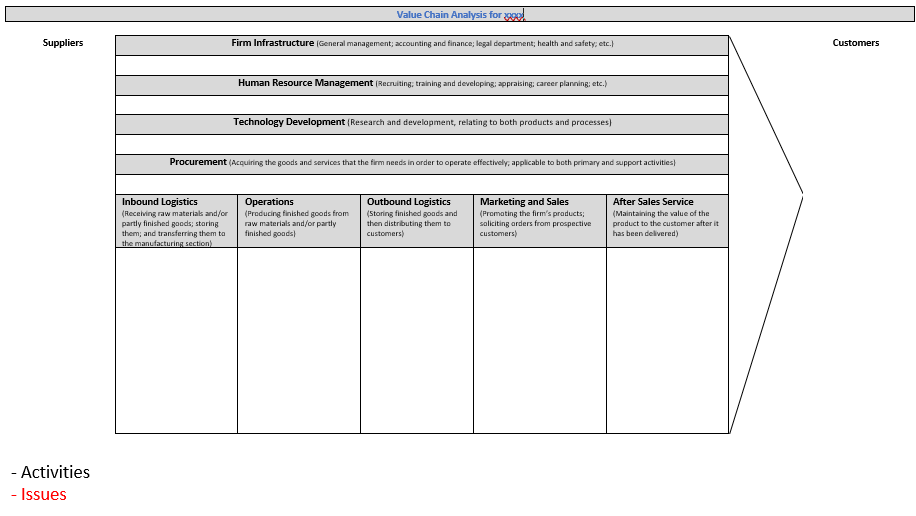 Value Chain Analysis for xxxx
Suppliers
Customers
Firm Infrastructure (General management; accounting and finance; legal department; health and safety; etc.)
Human Resource Management (Recruiting; training and developing; appraising; career planning; etc.)
Technology Development (Research and development, relating to both products and processes)
Procurement (Acquiring the goods and services that the firm needs in order to operate effectively; applicable to both primary and support activities)
Inbound Logistics
(Receiving raw materials and/or
partly finished goods; storing
them; and transferring them to
the manufacturing section)
Operations
(Producing finished goods from
raw materials and/or partly
finished goods)
Outbound Logistics
(Storing finished goods and
then distributing them to
customers)
Marketing and Sales
(Promoting the firm's products;
soliciting orders from prospective
customers)
After Sales Service
(Maintaining the value of the
product to the customer after it
has been delivered)
- Activities
- Issues